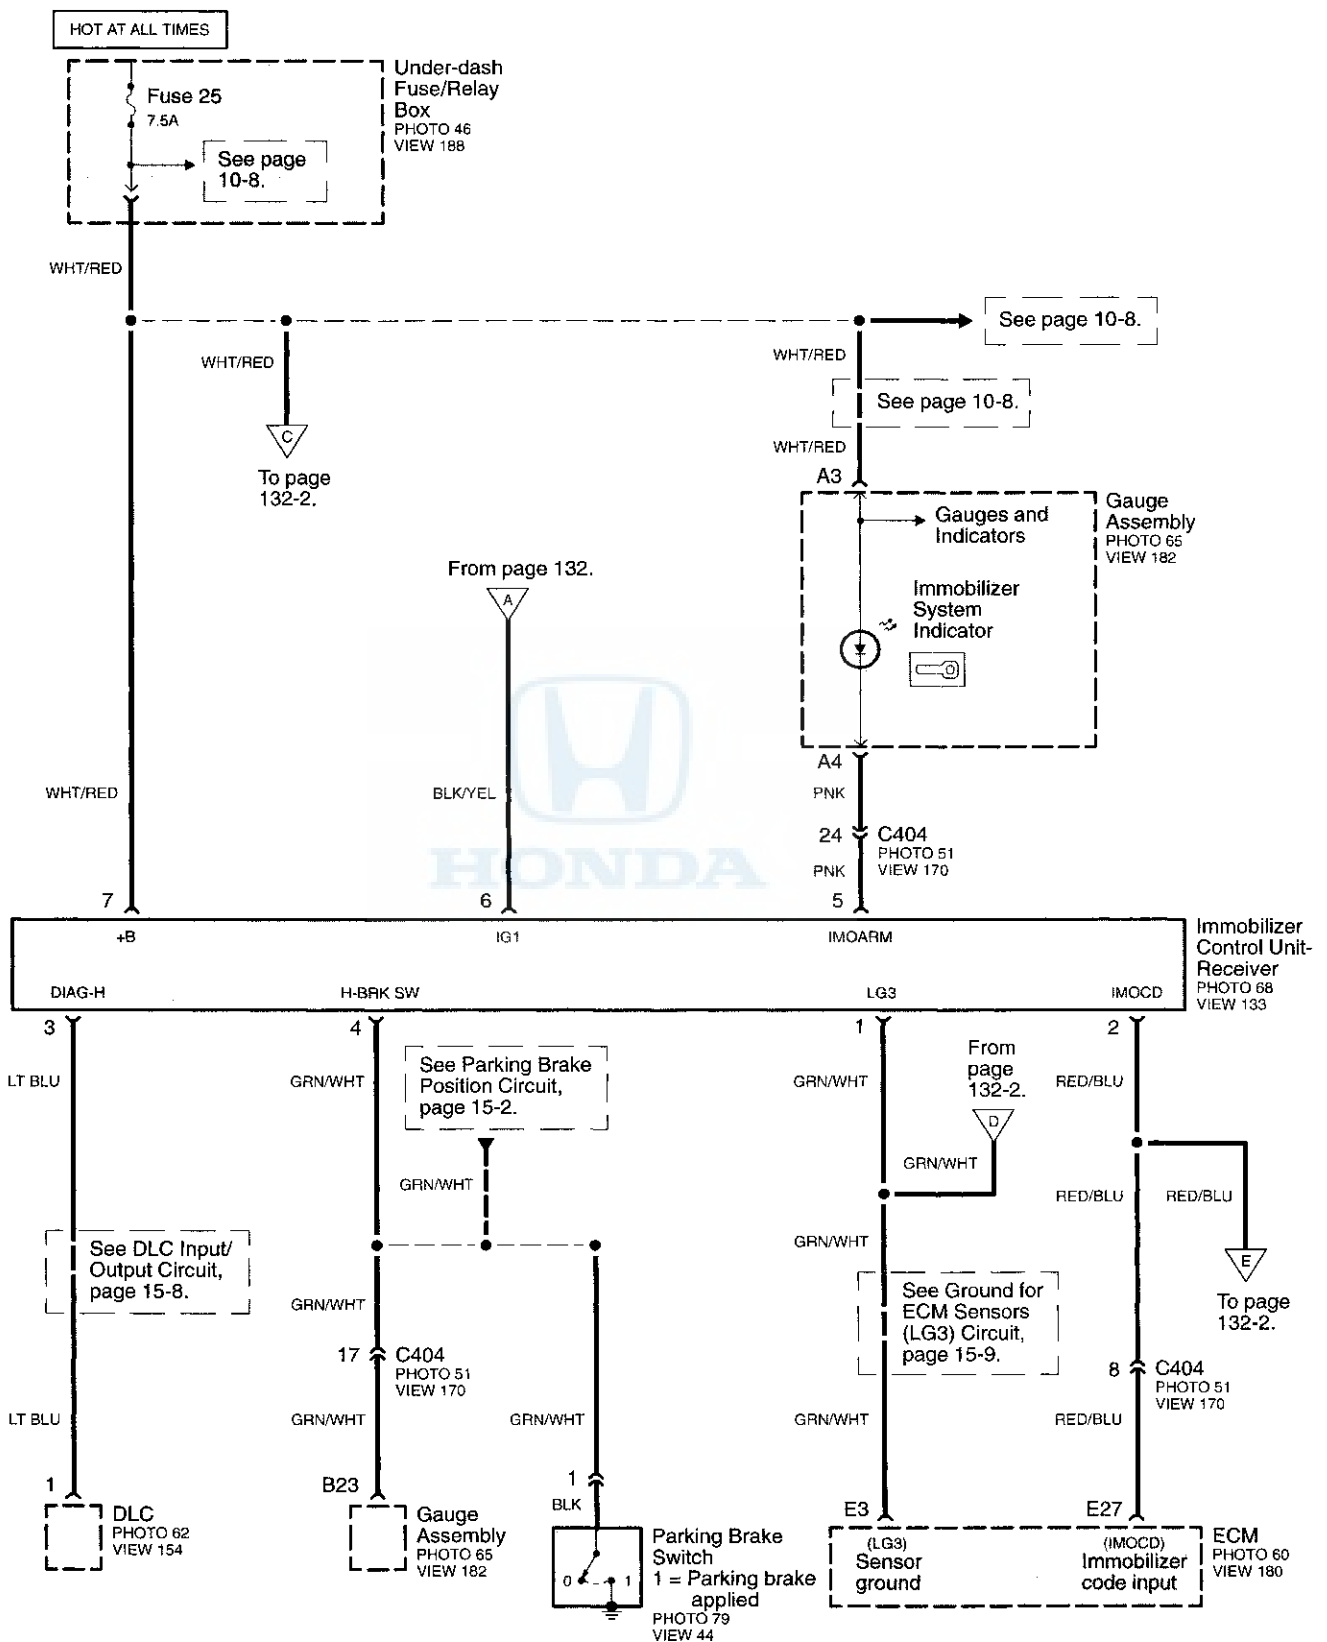 HOT AT ALL TIMES
Under-dash
Fuse/Relay
Box
PHOTO 46
VIEW 188
Fuse 25
7.5A
See page
10-8.
WHT/RED
See page 10-8.
WHT/RED
WHT/RED
See page 10-8.
C
WHT/RED
To page
132-2.
A3
Gauge
Assembly
PHOTO 65
VIEW 182
Gauges and
Indicators
From page 132.
A
Immobilizer
System
Indicator
A4
WHT/RED
BLK/YEL
PNK
24
C404
PHOTO 51
VIEW 170
HONDA
PNK
7
6
5
+B
IG1
IMOARM
Immobilizer
Control Unit-
Receiver
PHOTO 68
VIEW 133
DIAG-H
H-BRK SW
LG3
IMOCD
3
4
1
2
LT BLU
GRN/WHT
See Parking Brake
Position Circuit,
page 15-2.
GRN/WHT
From
page
132-2.
D
RED/BLU
GRN/WHT
GRN/WHT
RED/BLU
RED/BLU
See DLC Input/
Output Circuit,
page 15-8.
GRN/WHT
E
To page
132-2.
See Ground for
ECM Sensors
(LG3) Circuit,
page 15-9.
GRN/WHT
17
C404
PHOTO 51
VIEW 170
8
C404
PHOTO 51
VIEW 170
LT BLU
GRN/WHT
GRN/WHT
GRN/WHT
RED/BLU
1
B23
1
BLK
E3
E27
DLC
PHOTO 62
VIEW 154
Gauge
Assembly
PHOTO 65
VIEW 182
0
1
Parking Brake
Switch
1 = Parking brake
applied
PHOTO 79
VIEW 44
(LG3)
Sensor
ground
(IMOCD)
Immobilizer
code input
ECM
PHOTO 60
VIEW 180